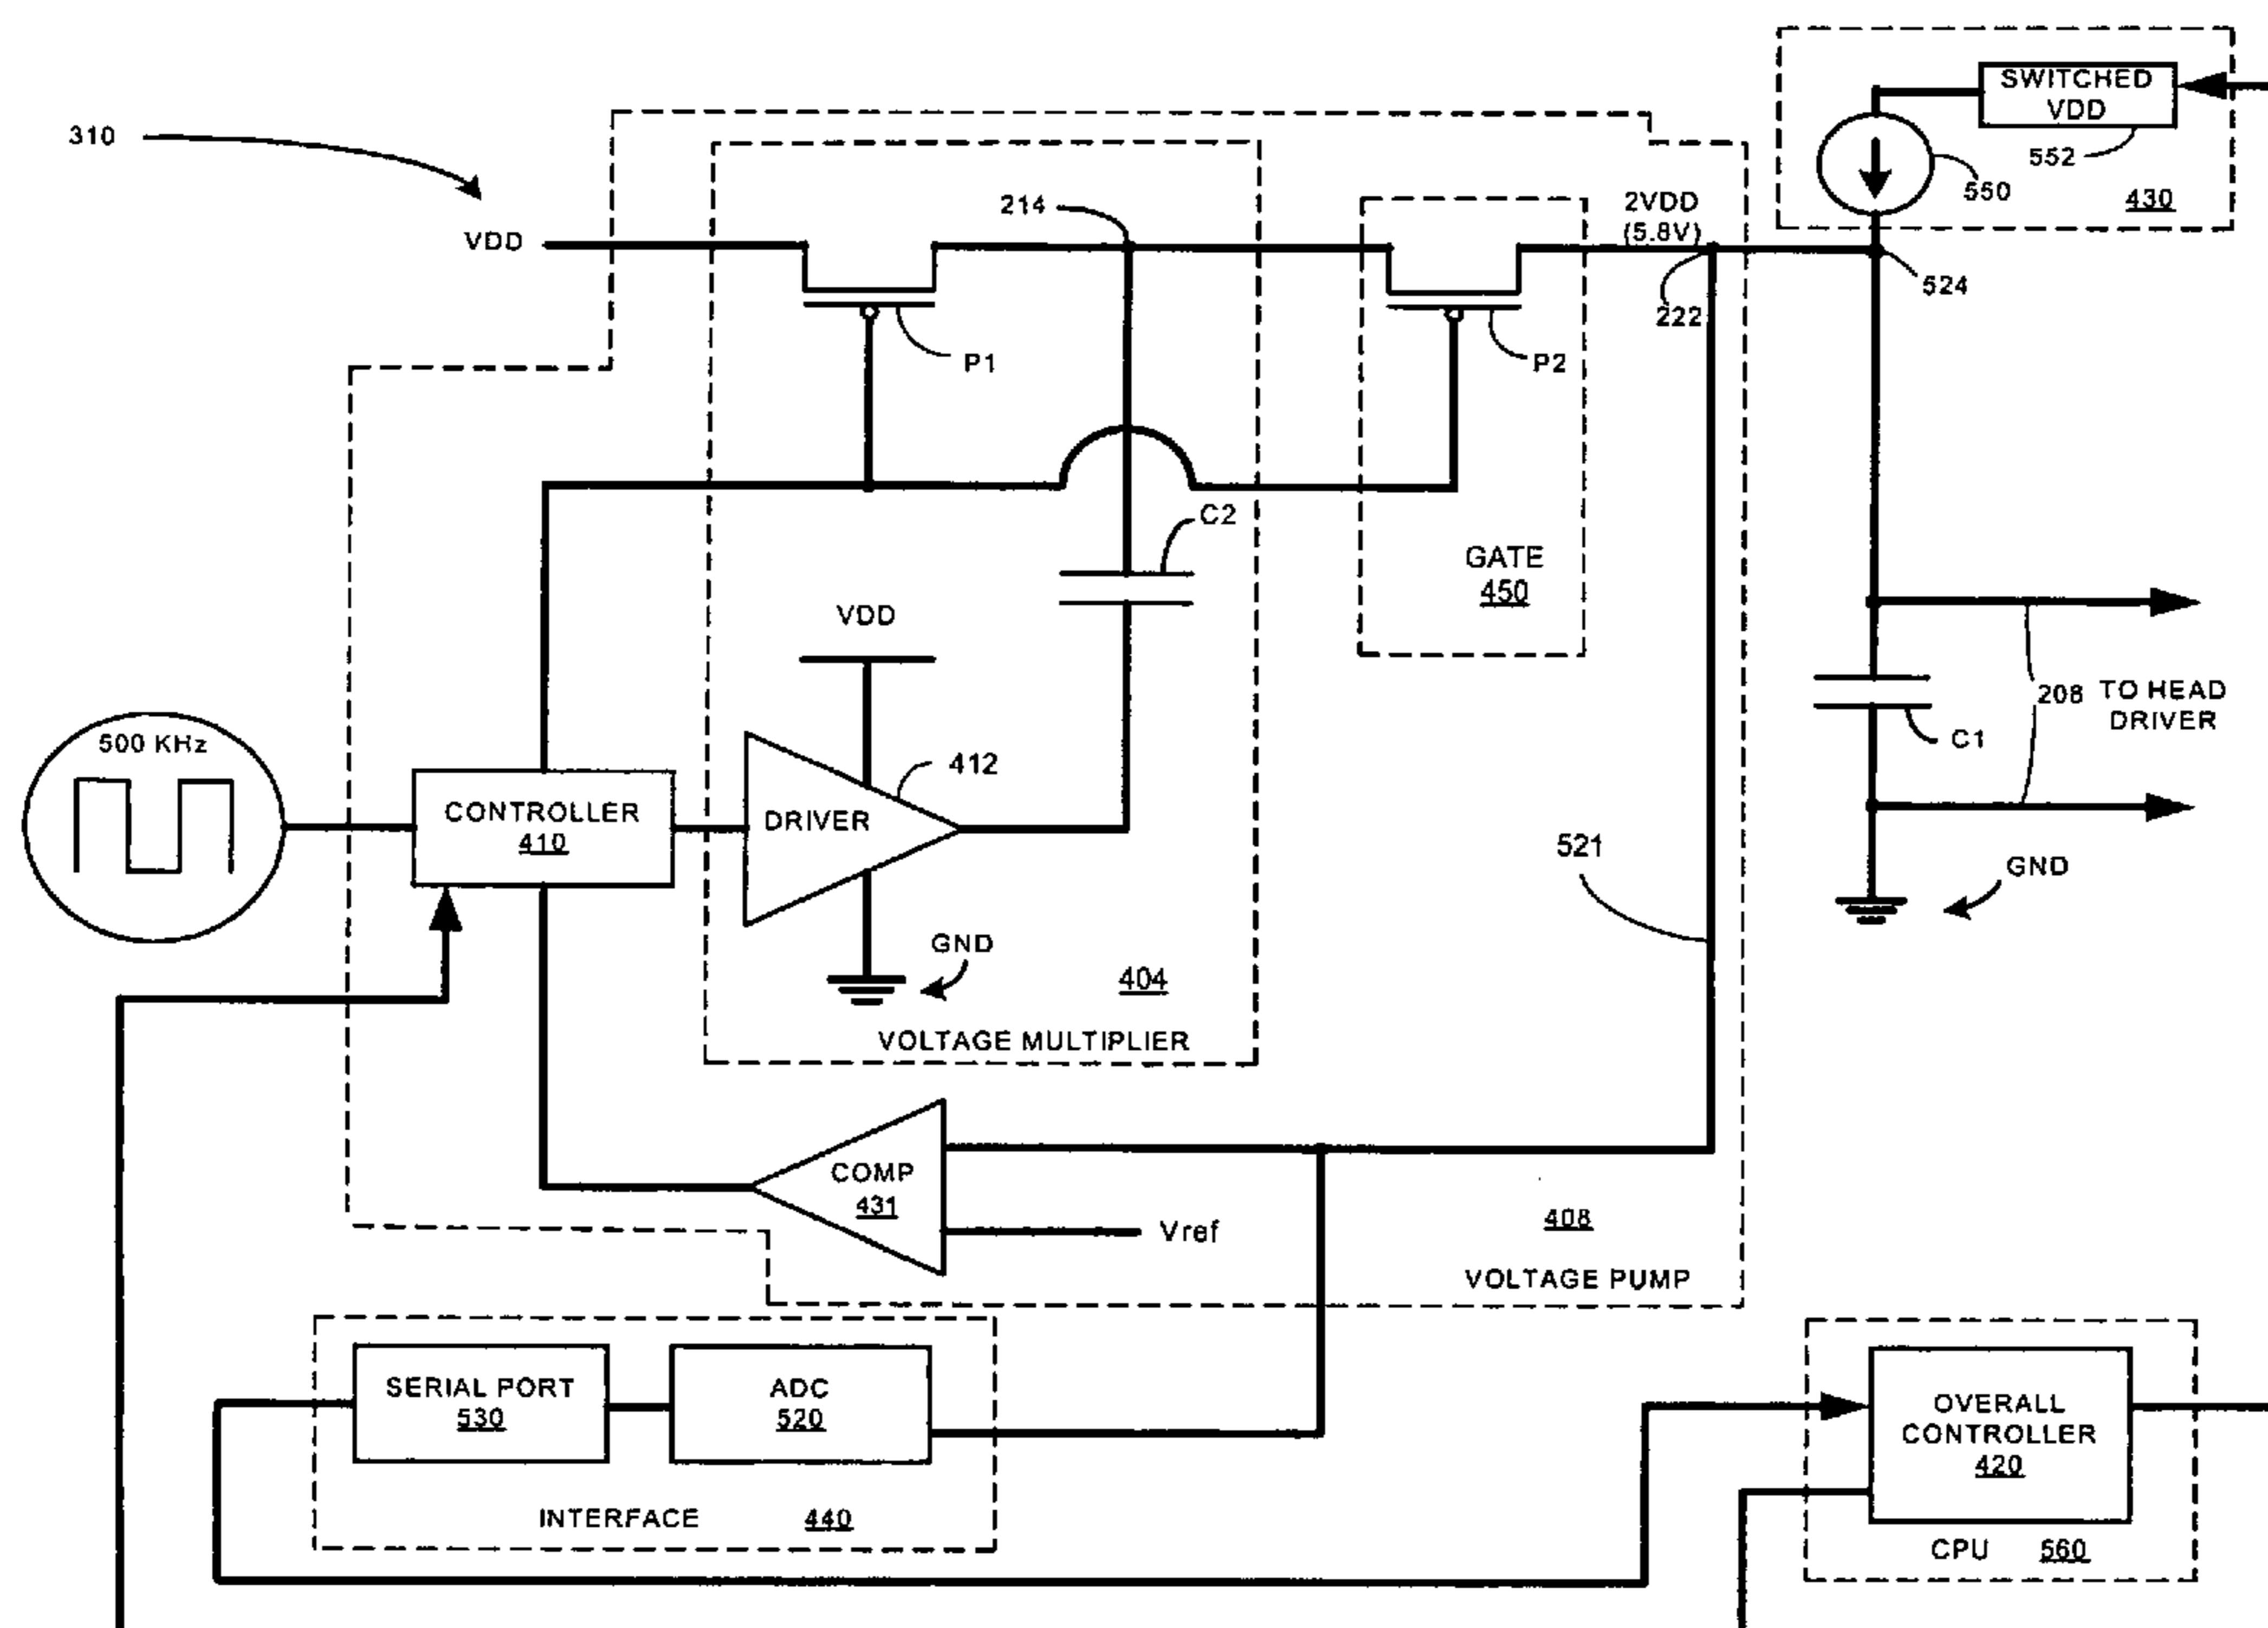 310
SWITCHED
VDD
552
550
430
214
2VDD
(5.8V)
VDD
524
222
P1
P2
C2
GATE
450
VDD
500 KHz
412
208
TO HEAD
DRIVER
C1
CONTROLLER
410
DRIVER
521
GND
GND
404
VOLTAGE MULTIPLIER
COMP
431
Vref
408
VOLTAGE PUMP
SERIAL PORT
530
ADC
520
OVERALL
CONTROLLER
420
INTERFACE 440
CPU 560